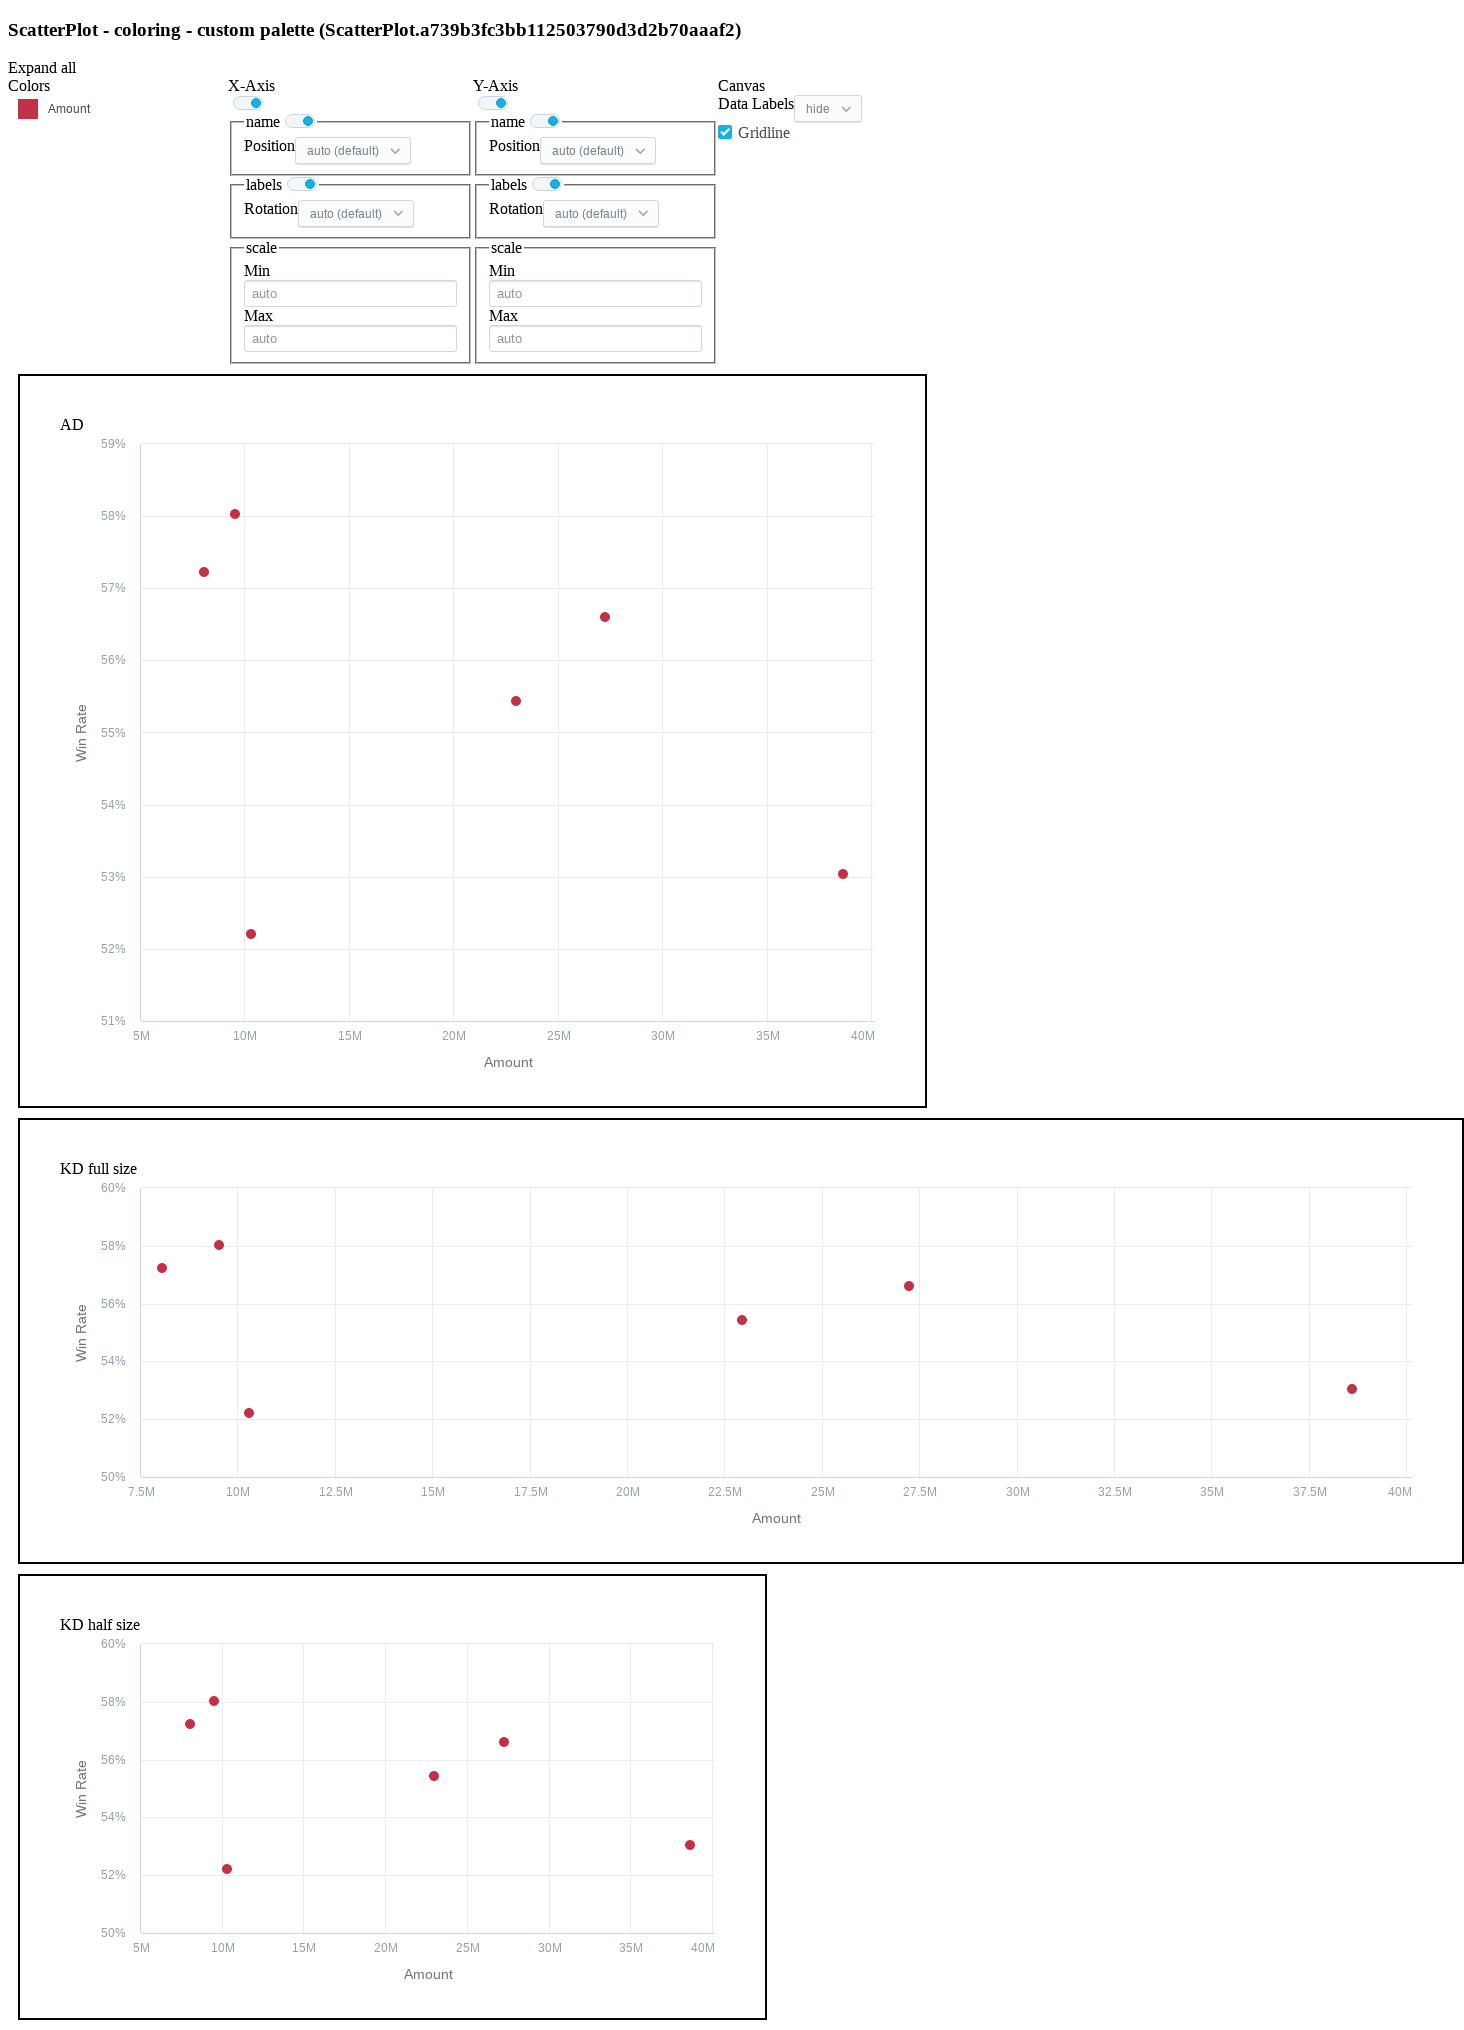 ScatterPlot - coloring - custom palette (ScatterPlot.a739b3fc3bb112503790d3d2b70aaaf2)
Expand all
Colors
Amount
X-Axis
name
Position auto (default)
labels
Rotation auto (default)
scale
Min
auto
Max
auto
Y-Axis
name
Position auto (default)
labels
Rotation auto (default)
scale
Min
auto
Max
auto
Canvas
Data Labels hide
Gridline
AD
59%
58%
57%
56%
55%
54%
53%
52%
51%
Win Rate
5M 10M 15M 20M 25M 30M 35M 40M
Amount
KD full size
60%
58%
56%
54%
52%
50%
Win Rate
7.5M 10M 12.5M 15M 17.5M 20M 22.5M 25M 27.5M 30M 32.5M 35M 37.5M 40M
Amount
KD half size
60%
58%
56%
54%
52%
50%
Win Rate
5M 10M 15M 20M 25M 30M 35M 40M
Amount